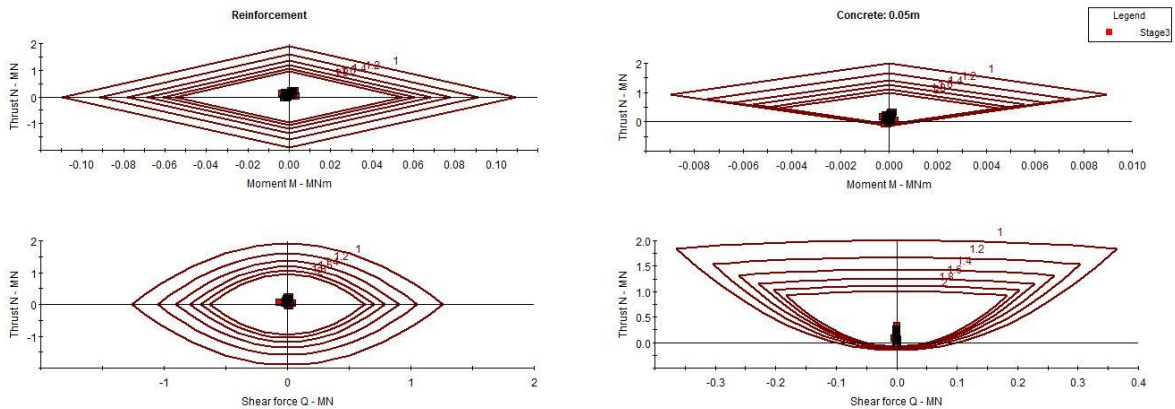 Reinforcement
Concrete: 0.05m
Legend
Stage3
Thrust N - MN
2
1
0
-1
1
1.2
1.4
-0.10 -0.08 -0.06 -0.04 -0.02 0.00 0.02 0.04 0.06 0.08 0.10
Moment M - MNm
Thrust N - MN
2
1
0
1
1.2
1.4
-0.008 -0.006 -0.004 -0.002 0.000 0.002 0.004 0.006 0.008 0.010
Moment M - MNm
Thrust N - MN
2
1
0
-1
1
1.2
-1 0 1 2
Shear force Q - MN
Thrust N - MN
2.0
1.5
1.0
0.5
0.0
1
1.2
1.4
1.6
1.8
2
-0.3 -0.2 -0.1 0.0 0.1 0.2 0.3 0.4
Shear force Q - MN